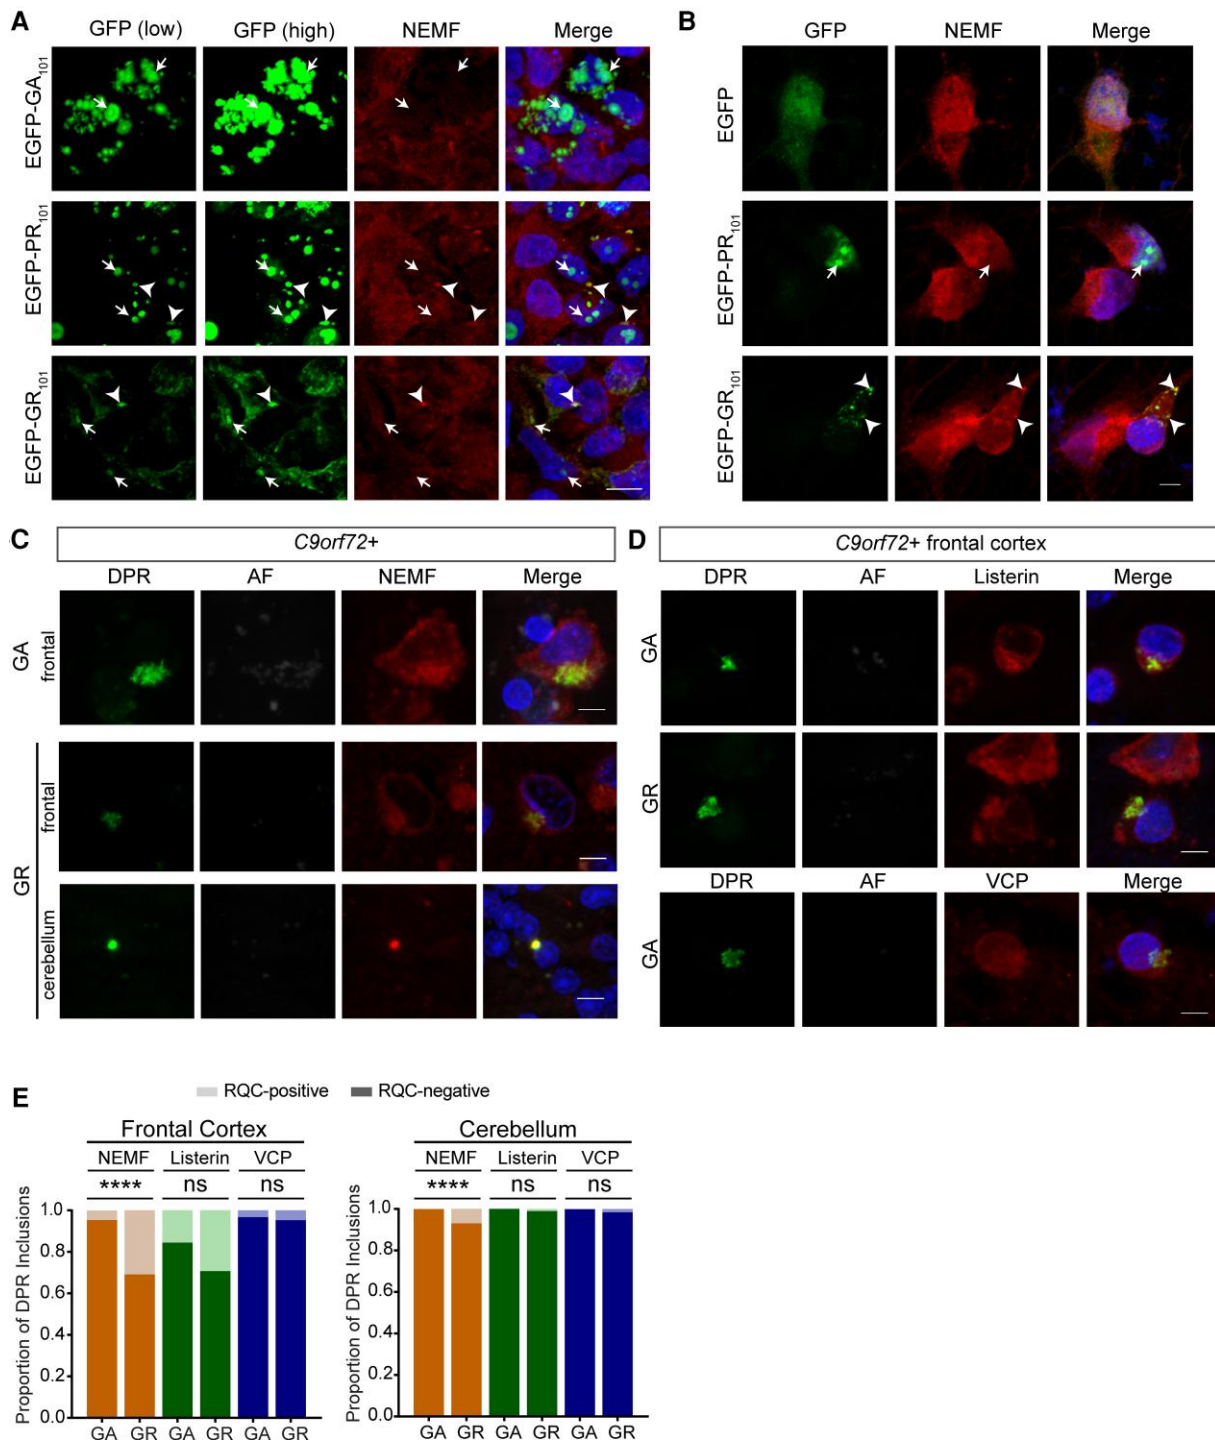 A
GFP (low) GFP (high) NEMF Merge
EGFP-GA101
EGFP-PR101
EGFP-GR101
B
GFP NEMF Merge
EGFP
EGFP-PR101
EGFP-GR101
C
C9orf72+
DPR AF NEMF Merge
GA
frontal
GR
frontal
cerebellum
D
C9orf72+ frontal cortex
DPR AF Listerin Merge
GA
GR
DPR AF VCP Merge
GA
E
RQC-positive RQC-negative
Frontal Cortex
NEMF Listerin VCP
**** ns ns
Proportion of DPR Inclusions
1.0
0.8
0.6
0.4
0.2
0.0
GA GR GA GR GA GR
Cerebellum
NEMF Listerin VCP
**** ns ns
Proportion of DPR Inclusions
1.0
0.8
0.6
0.4
0.2
0.0
GA GR GA GR GA GR